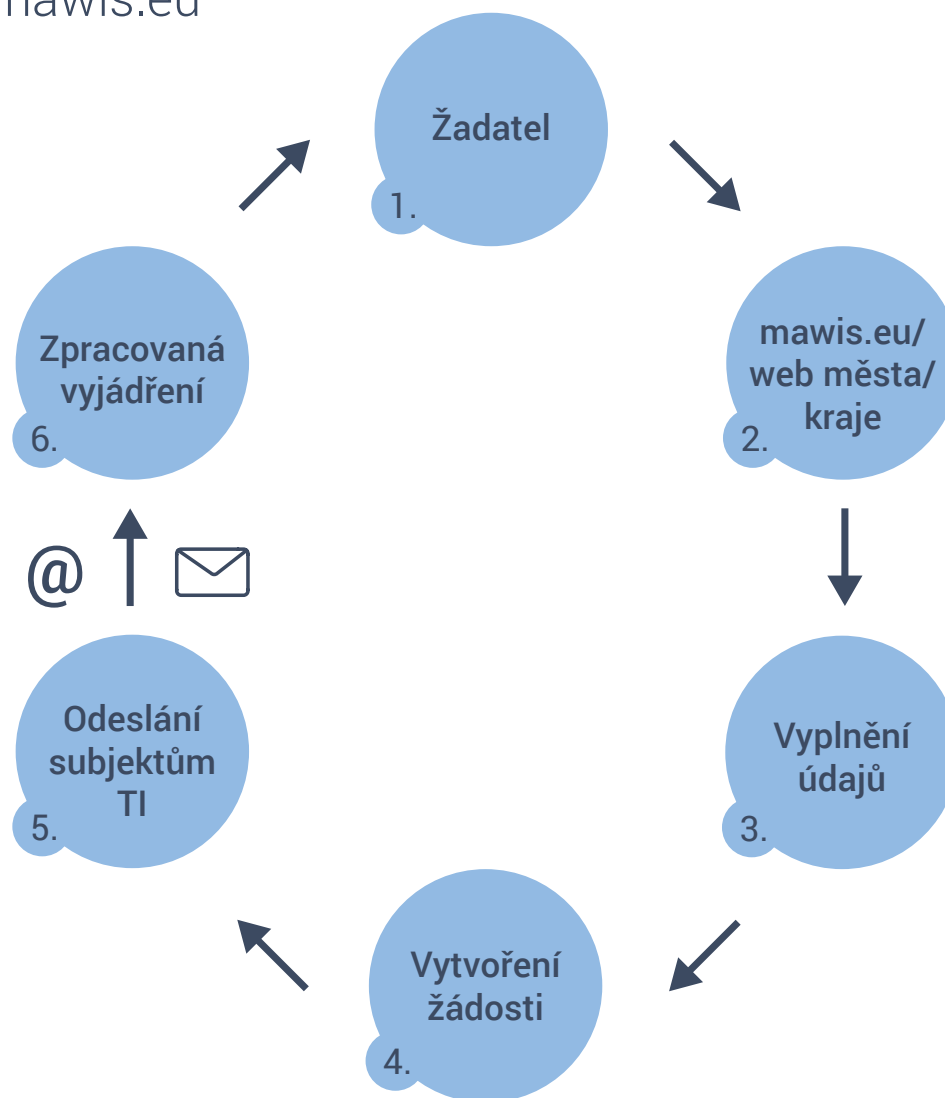 mawis.eu
Žadatel
1.
mawis.eu/
web města/
kraje
2.
Vyplnění
údajů
3.
Vytvoření
žádosti
4.
Odeslání
subjektům
TI
5.
@
Zpracovaná
vyjádření
6.